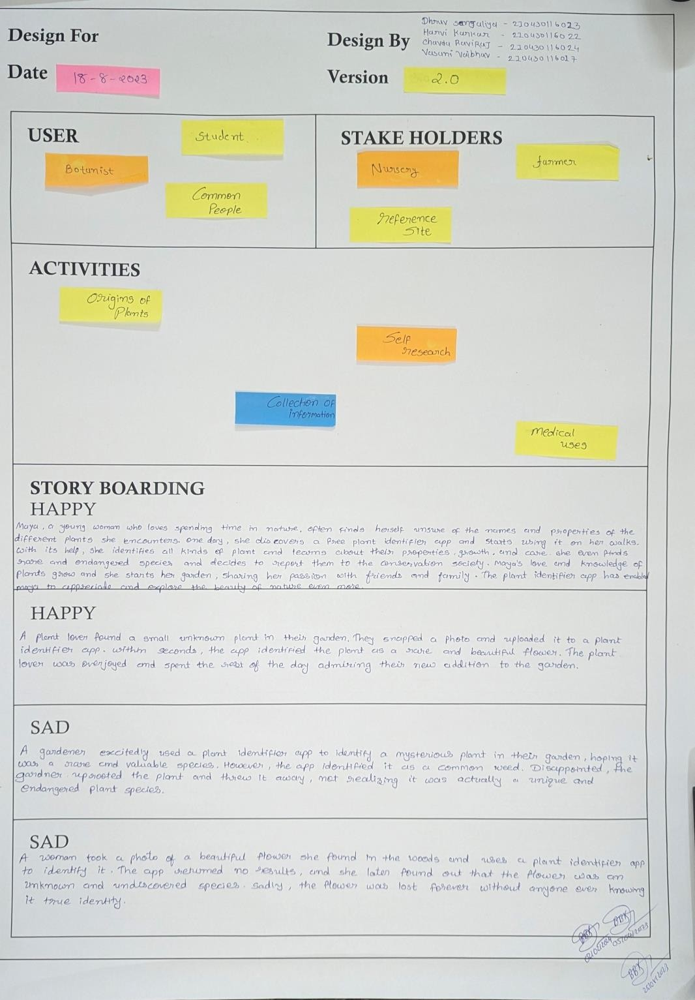 Design For
Design By
Dhruv Sangaliya - 210430116023
Harvi Kankar - 220430116022
Chavda Raviraj - 220430116024
Vasani Vaibhav - 220430116017
Date
18-8-2023
Version
2.0
USER
Student
Botanist
Common
People
STAKE HOLDERS
Nursery
farmer
reference
site
ACTIVITIES
Origins of
Plants
Self
research
Collection of
information
medical
uses
STORY BOARDING
HAPPY
Maya, a young woman who loves spending time in nature, often finds herself unsure of the names and properties of the
different plants she encounters. one day, she discovers a free plant identifier app and starts using it on her walks.
with its help, she identifies all kinds of plant and learns about their properties, growth, and care. she even finds
rare and endangered species and decides to report them to the conservation society. Maya's love and knowledge of
plants grow and she starts her garden, sharing her passion with friends and family. The plant identifier app has enabled
maya to appreciate and explore the beauty of nature even more.
HAPPY
A plant lover found a small unknown plant in their garden. They snapped a photo and uploaded it to a plant
identifier app. within seconds, the app identified the plant as a rare and beautiful flower. The plant
lover was overjoyed and spent the rest of the day admiring their new addition to the garden.
SAD
A gardener excitedly used a plant identifier app to identify a mysterious plant in their garden, hoping it
was a rare and valuable species. However, the app identified it as a common weed. Disappointed, the
gardner uprooted the plant and threw it away, not realizing it was actually a unique and
endangered plant species.
SAD
A woman took a photo of a beautiful flower she found in the woods and uses a plant identifier app
to identify it. The app returned no results, and she later found out that the flower was an
unknown and undiscovered species. sadly, the flower was lost forever without anyone ever knowing
it true identity.
BBK
BBK
BBK